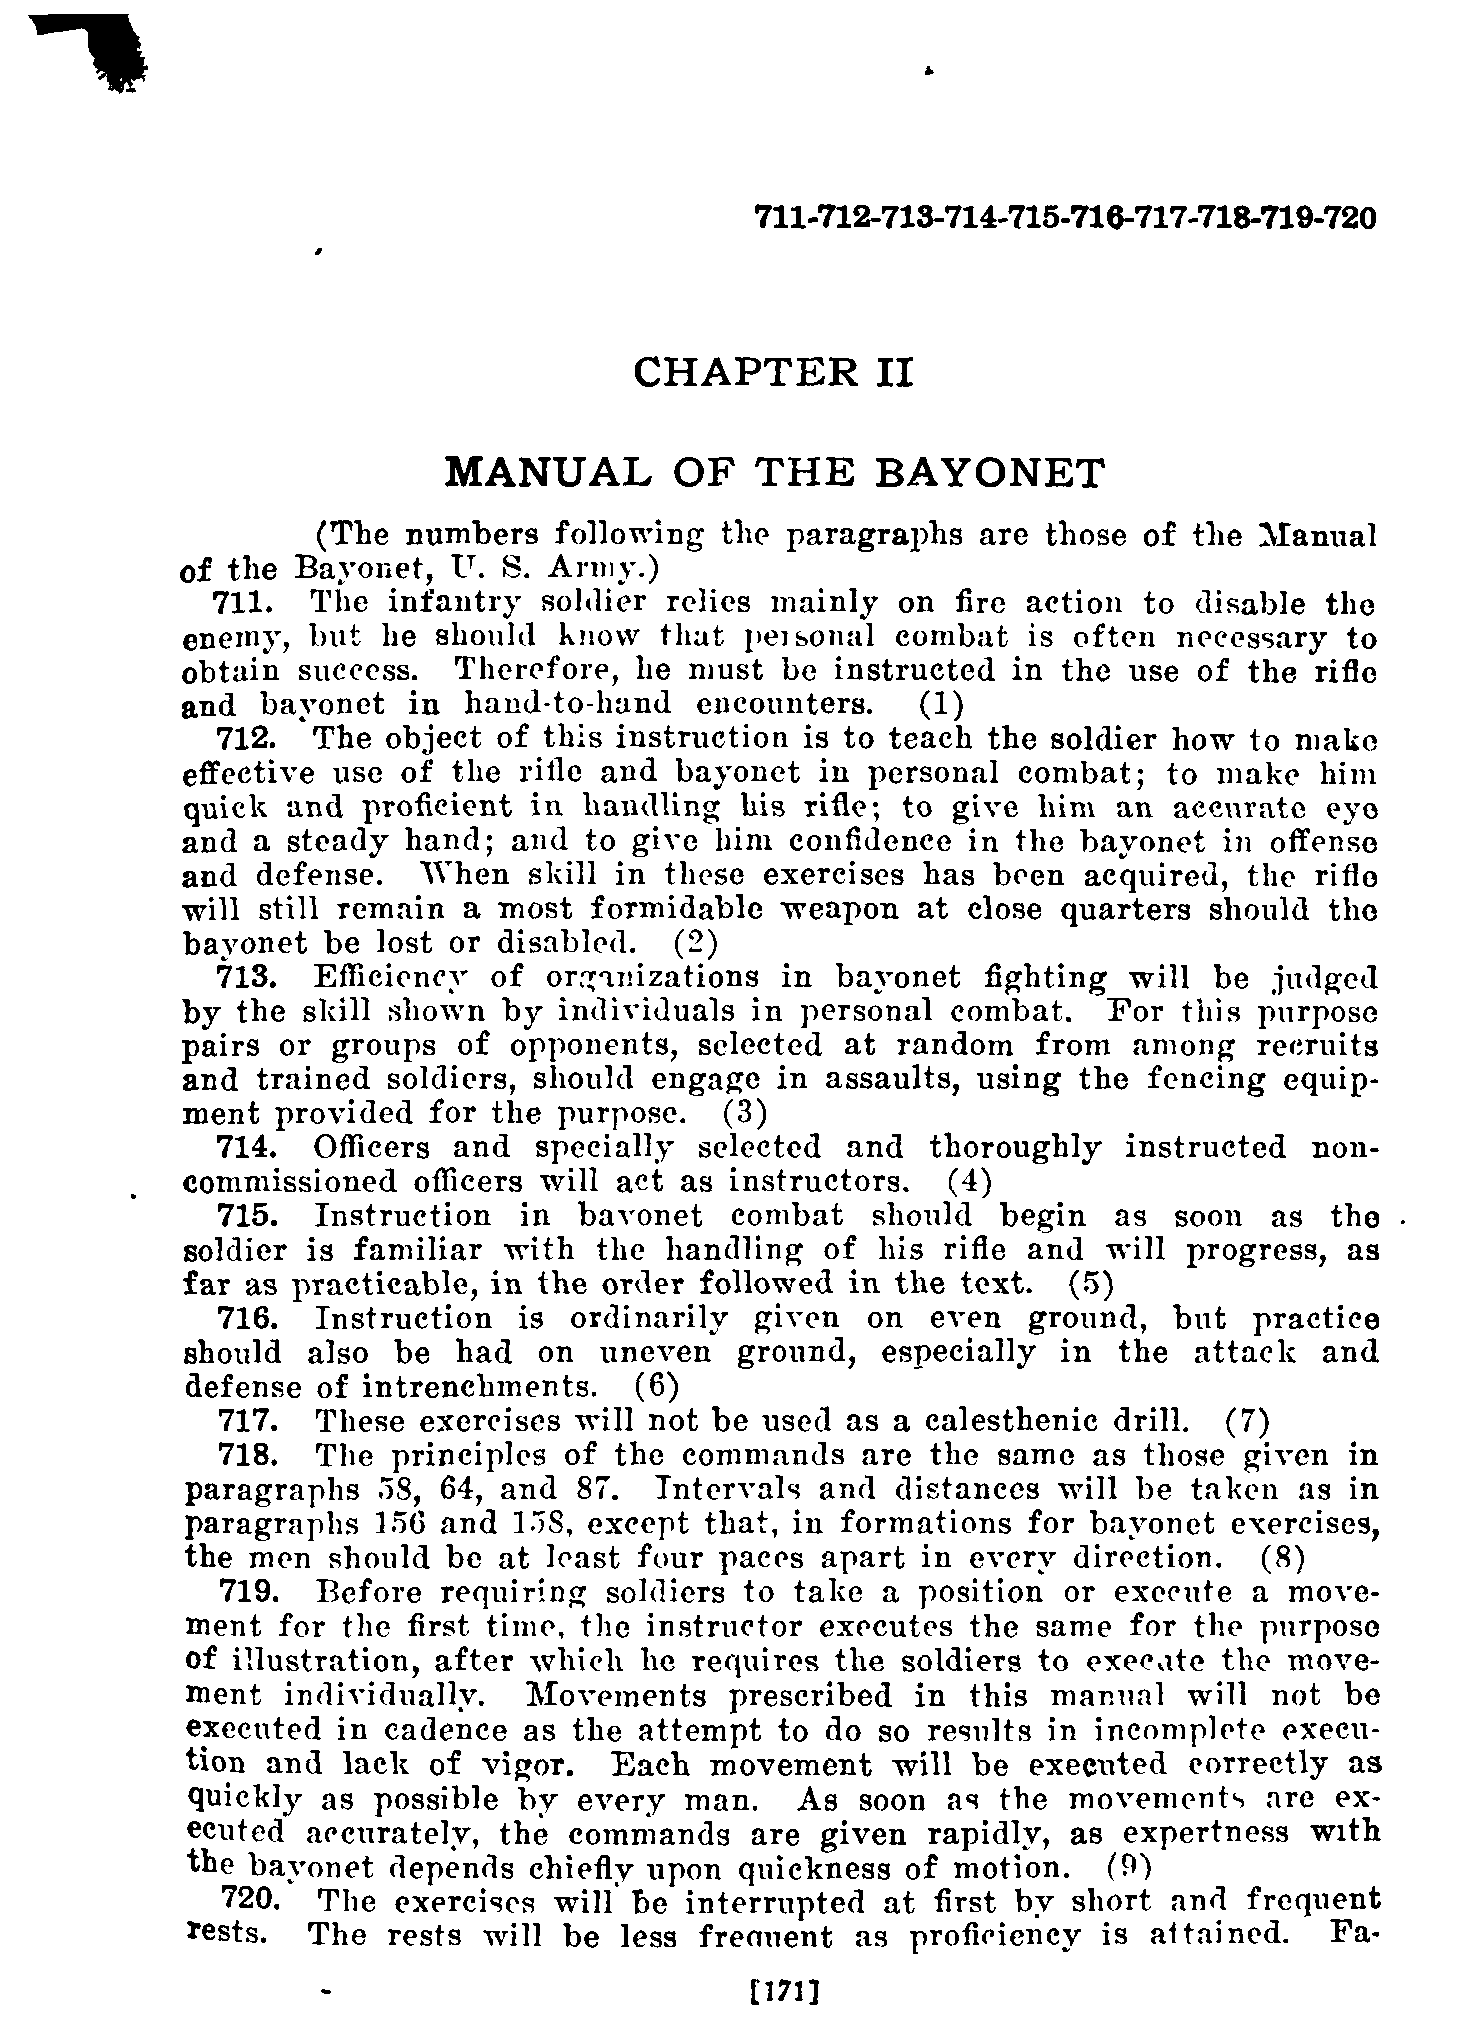 711-712-713-714-715-716-717-718-719-720
CHAPTER II
MANUAL OF THE BAYONET
(The numbers following the paragraphs are those of the Manual
of the Bayonet, U. S. Army.)
711. The infantry soldier relies mainly on fire action to disable the
enemy, but he should know that personal combat is often necessary to
obtain success. Therefore, he must be instructed in the use of the rifle
and bayonet in hand-to-hand encounters. (1)
712. The object of this instruction is to teach the soldier how to make
effective use of the rifle and bayonet in personal combat; to make him
quick and proficient in handling his rifle; to give him an accurate eye
and a steady hand; and to give him confidence in the bayonet in offense
and defense. When skill in these exercises has been acquired, the rifle
will still remain a most formidable weapon at close quarters should the
bayonet be lost or disabled. (2)
713. Efficiency of organizations in bayonet fighting will be judged
by the skill shown by individuals in personal combat. For this purpose
pairs or groups of opponents, selected at random from among recruits
and trained soldiers, should engage in assaults, using the fencing equip-
ment provided for the purpose. (3)
714. Officers and specially selected and thoroughly instructed non-
commissioned officers will act as instructors. (4)
715. Instruction in bayonet combat should begin as soon as the
soldier is familiar with the handling of his rifle and will progress, as
far as practicable, in the order followed in the text. (5)
716. Instruction is ordinarily given on even ground, but practice
should also be had on uneven ground, especially in the attack and
defense of intrenchments. (6)
717. These exercises will not be used as a calesthenic drill. (7)
718. The principles of the commands are the same as those given in
paragraphs 58, 64, and 87. Intervals and distances will be taken as in
paragraphs 156 and 158, except that, in formations for bayonet exercises,
the men should be at least four paces apart in every direction. (8)
719. Before requiring soldiers to take a position or execute a move-
ment for the first time, the instructor executes the same for the purpose
of illustration, after which he requires the soldiers to execute the move-
ment individually. Movements prescribed in this manual will not be
executed in cadence as the attempt to do so results in incomplete execu-
tion and lack of vigor. Each movement will be executed correctly as
quickly as possible by every man. As soon as the movements are ex-
ecuted accurately, the commands are given rapidly, as expertness with
the bayonet depends chiefly upon quickness of motion. (9)
720. The exercises will be interrupted at first by short and frequent
rests. The rests will be less frequent as proficiency is attained. Fa-
[171]